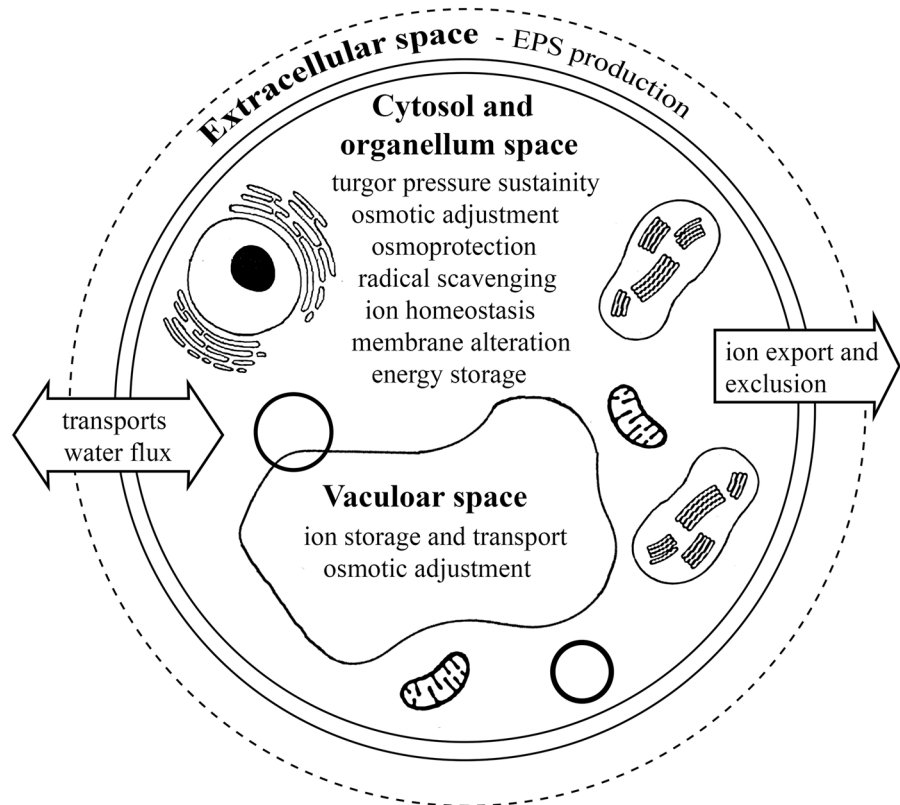 Extracellular space - EPS production
Cytosol and
organellum space
turgor pressure sustainity
osmotic adjustment
osmoprotection
radical scavenging
ion homeostasis
membrane alteration
energy storage
ion export and
exclusion
transports
water flux
Vaculoar space
ion storage and transport
osmotic adjustment